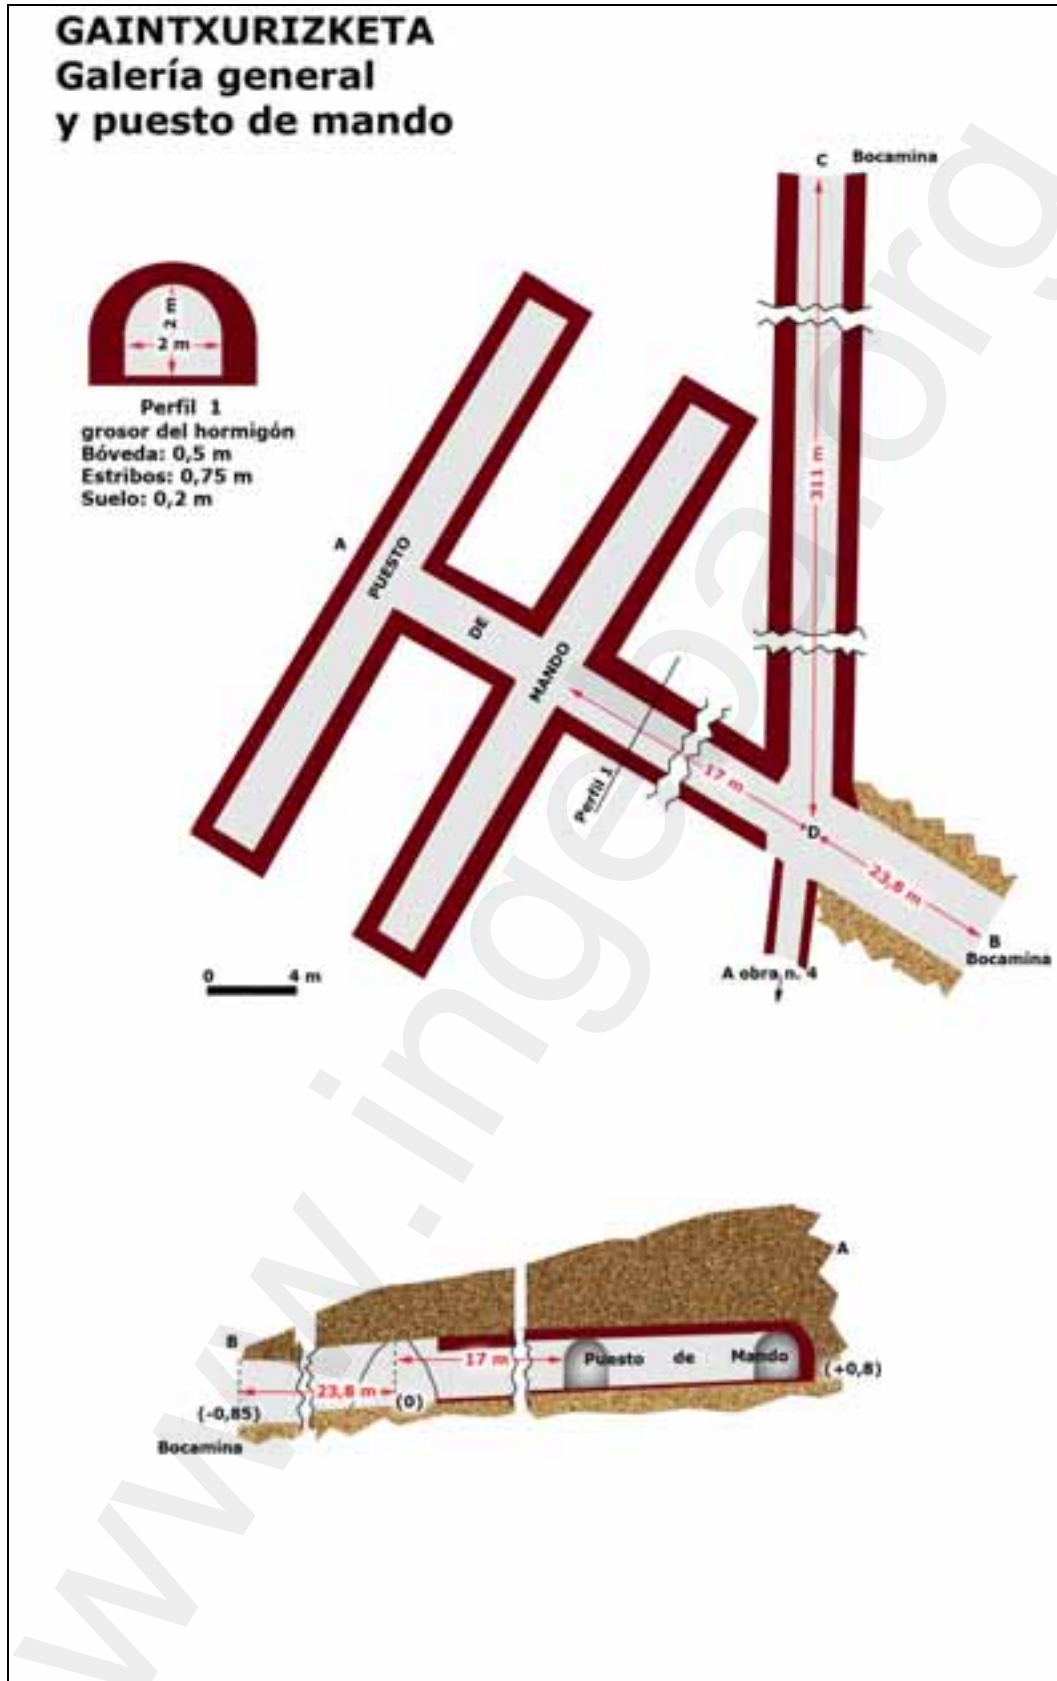 GAINTXURIZKETA
Galería general
y puesto de mando
C Bocamina
2 m
2 m
Perfil 1
grosor del hormigón
Bóveda: 0,5 m
Estribos: 0,75 m
Suelo: 0,2 m
311 m
A
PUESTO
DE
MANDO
Perfil 1
17 m
D
23,8 m
B
Bocamina
A obra n. 4
0 4 m
A
B
17 m
Puesto de Mando
(+0,8)
23,8 m
(0)
(-0,85)
Bocamina
www.ingeba.org